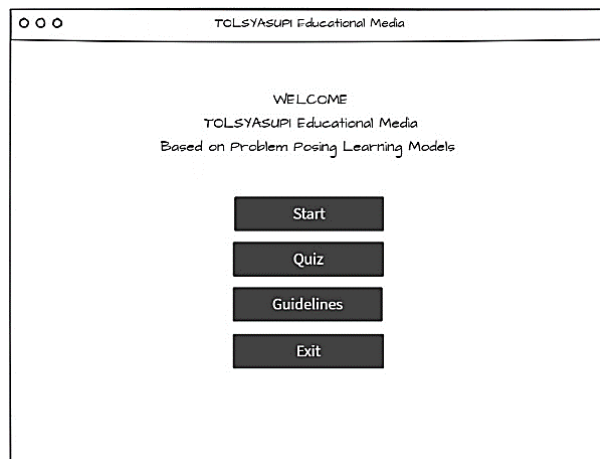 TOLSYASUPI Educational Media
WELCOME
TOLSYASUPI Educational Media
Based on Problem Posing Learning Models
Start
Quiz
Guidelines
Exit